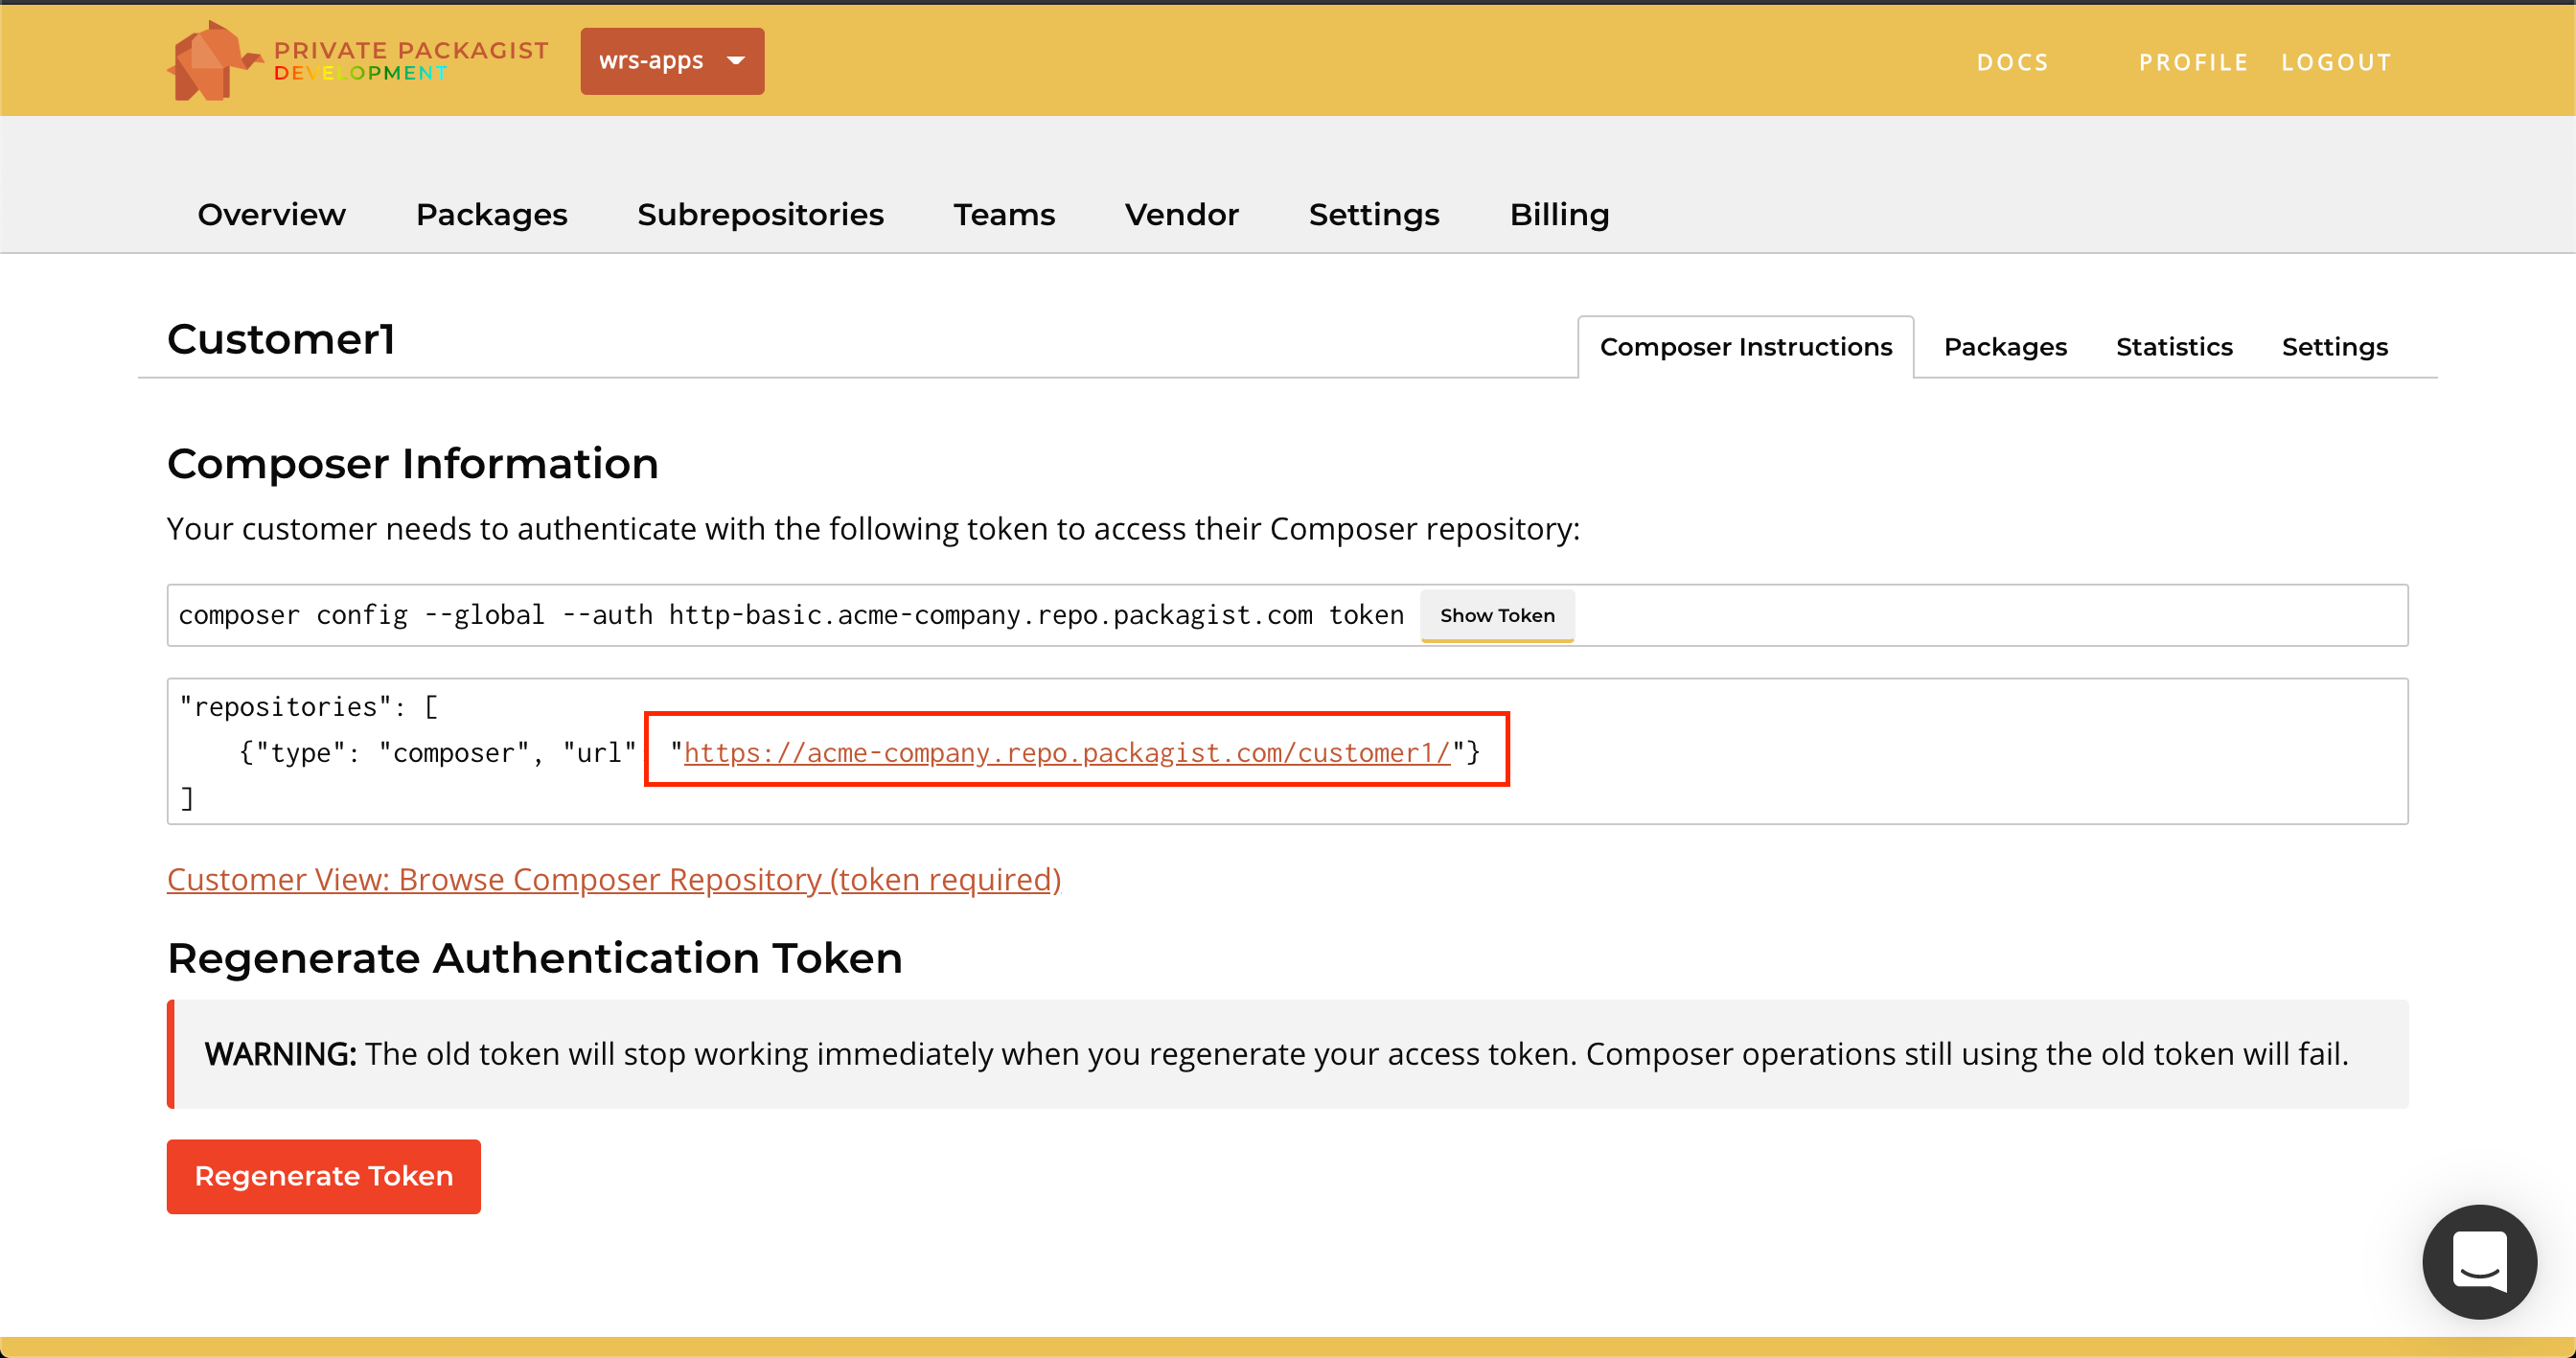 PRIVATE PACKAGIST
DEVELOPMENT
wrs-apps
DOCS PROFILE LOGOUT
Overview Packages Subrepositories Teams Vendor Settings Billing
Customer1
Composer Instructions Packages Statistics Settings
Composer Information
Your customer needs to authenticate with the following token to access their Composer repository:
composer config --global --auth http-basic.acme-company.repo.packagist.com token Show Token
"repositories": [
{"type": "composer", "url" "https://acme-company.repo.packagist.com/customer1/"}
]
Customer View: Browse Composer Repository (token required)
Regenerate Authentication Token
WARNING: The old token will stop working immediately when you regenerate your access token. Composer operations still using the old token will fail.
Regenerate Token